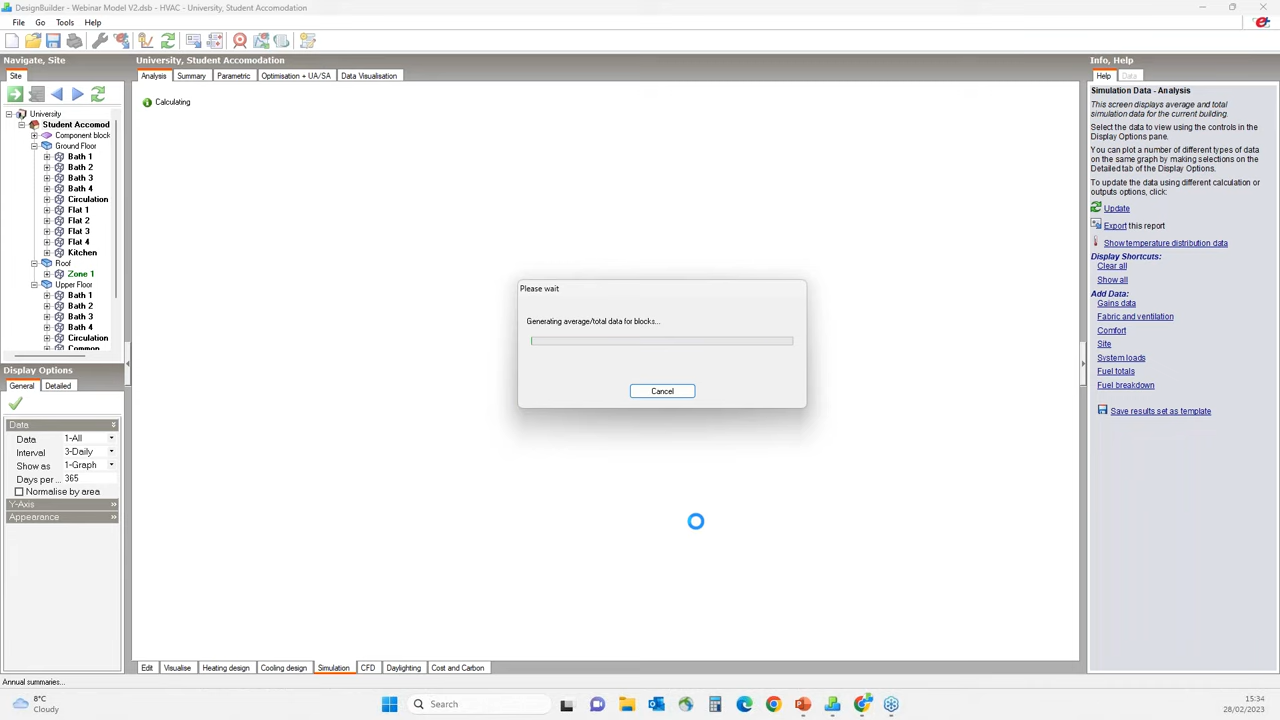 DesignBuilder - Webinar Model V2.dsb - HVAC - University, Student Accomodation
File Go Tools Help
Navigate, Site
Site
University
Student Accomod
Component block
Ground Floor
Bath 1
Bath 2
Bath 3
Bath 4
Circulation
Flat 1
Flat 2
Flat 3
Flat 4
Kitchen
Roof
Zone 1
Upper Floor
Bath 1
Bath 2
Bath 3
Bath 4
Circulation
Common
Display Options
General Detailed
Data
Data 1-All
Interval 3-Daily
Show as 1-Graph
Days per ... 365
Normalise by area
Y-Axis
Appearance
University, Student Accomodation
Analysis Summary Parametric Optimisation + UA/SA Data Visualisation
Calculating
Please wait
Generating average/total data for blocks...
Cancel
Edit Visualise Heating design Cooling design Simulation CFD Daylighting Cost and Carbon
Info, Help
Help Data
Simulation Data - Analysis
This screen displays average and total
simulation data for the current building.
Select the data to view using the controls in the
Display Options pane.
You can plot a number of different types of data
on the same graph by making selections on the
Detailed tab of the Display Options.
To update the data using different calculation or
outputs options, click:
Update
Export this report
Show temperature distribution data
Display Shortcuts:
Clear all
Show all
Add Data:
Gains data
Fabric and ventilation
Comfort
Site
System loads
Fuel totals
Fuel breakdown
Save results set as template
Annual summaries...
8°C
Cloudy
Search
15:34
28/02/2023